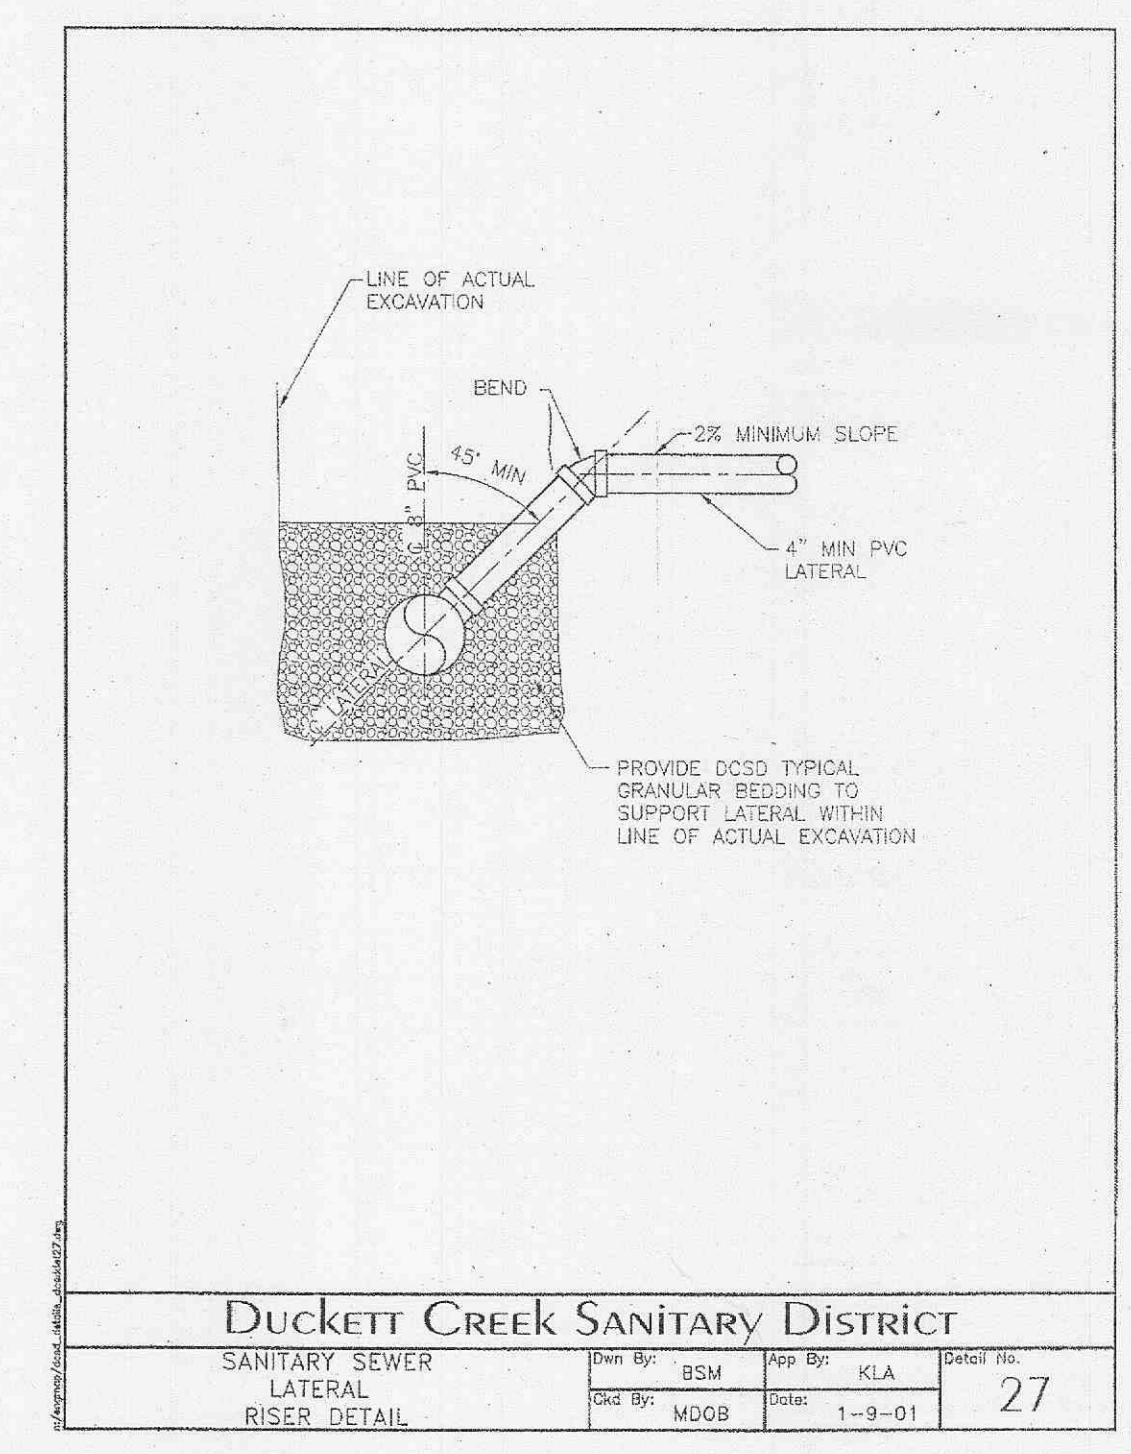 LINE OF ACTUAL
EXCAVATION
BEND
2% MINIMUM SLOPE
45° MIN
℄ 8" PVC
4" MIN PVC
LATERAL
LATERAL
PROVIDE DCSD TYPICAL
GRANULAR BEDDING TO
SUPPORT LATERAL WITHIN
LINE OF ACTUAL EXCAVATION
DUCKETT CREEK SANITARY DISTRICT
SANITARY SEWER
LATERAL
RISER DETAIL
Dwn By: BSM
App By: KLA
Detail No.
27
Ckd By: MDOB
Date: 1-9-01